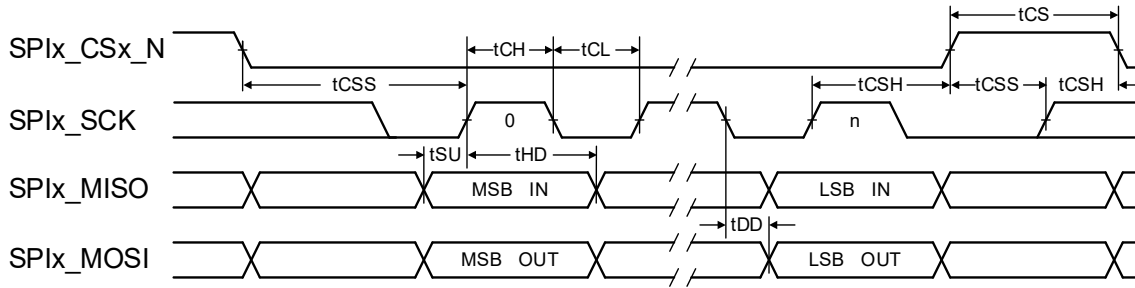 tCS
SPIx_CSx_N
tCH
tCL
tCSS
tCSH
tCSS
tCSH
SPIx_SCK
0
n
tSU
tHD
SPIx_MISO
MSB IN
LSB IN
tDD
SPIx_MOSI
MSB OUT
LSB OUT